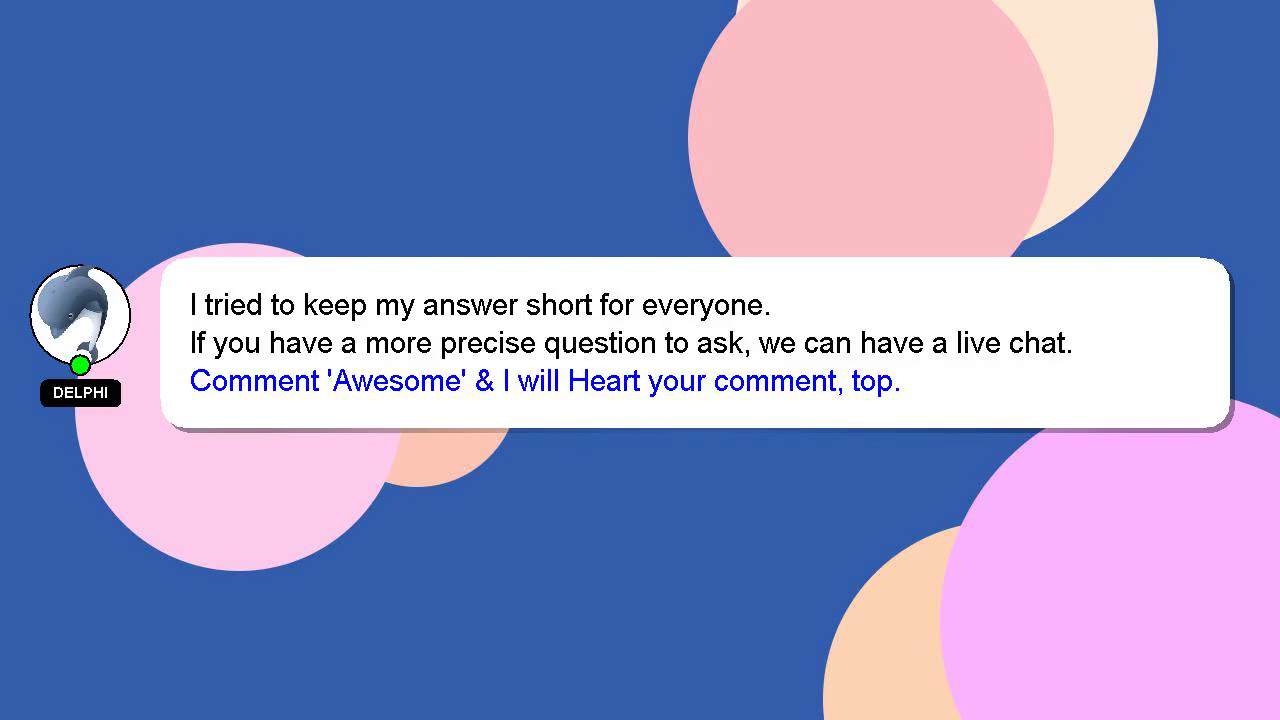 I tried to keep my answer short for everyone.
If you have a more precise question to ask, we can have a live chat.
Comment 'Awesome' & I will Heart your comment, top.
DELPHI